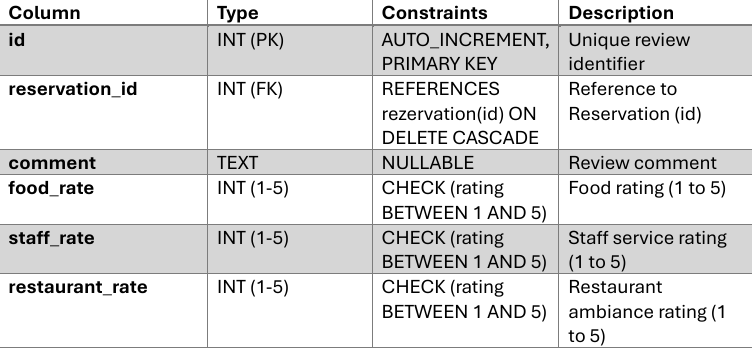 Column Type Constraints Description
id INT (PK) AUTO_INCREMENT, Unique review
PRIMARY KEY identifier
reservation_id INT (FK) REFERENCES Reference to
rezervation(id) ON Reservation (id)
DELETE CASCADE
comment TEXT NULLABLE Review comment
food_rate INT (1-5) CHECK (rating Food rating (1 to 5)
BETWEEN 1 AND 5)
staff_rate INT (1-5) CHECK (rating Staff service rating
BETWEEN 1 AND 5) (1 to 5)
restaurant_rate INT (1-5) CHECK (rating Restaurant
BETWEEN 1 AND 5) ambiance rating (1
to 5)